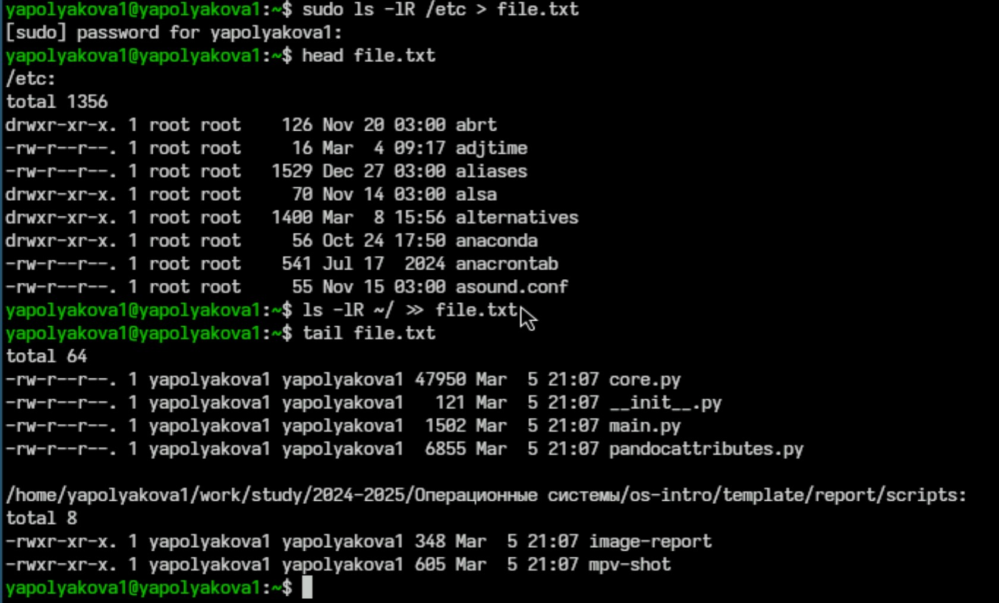 yapolyakova1@yapolyakova1:~$ sudo ls -lR /etc > file.txt
[sudo] password for yapolyakova1:
yapolyakova1@yapolyakova1:~$ head file.txt
/etc:
total 1356
drwxr-xr-x. 1 root root    126 Nov 20 03:00 abrt
-rw-r--r--. 1 root root     16 Mar  4 09:17 adjtime
-rw-r--r--. 1 root root   1529 Dec 27 03:00 aliases
drwxr-xr-x. 1 root root     70 Nov 14 03:00 alsa
drwxr-xr-x. 1 root root   1400 Mar  8 15:56 alternatives
drwxr-xr-x. 1 root root     56 Oct 24 17:50 anaconda
-rw-r--r--. 1 root root    541 Jul 17  2024 anacrontab
-rw-r--r--. 1 root root     55 Nov 15 03:00 asound.conf
yapolyakova1@yapolyakova1:~$ ls -lR ~/ >> file.txt
yapolyakova1@yapolyakova1:~$ tail file.txt
total 64
-rw-r--r--. 1 yapolyakova1 yapolyakova1 47950 Mar  5 21:07 core.py
-rw-r--r--. 1 yapolyakova1 yapolyakova1   121 Mar  5 21:07 __init__.py
-rw-r--r--. 1 yapolyakova1 yapolyakova1  1502 Mar  5 21:07 main.py
-rw-r--r--. 1 yapolyakova1 yapolyakova1  6855 Mar  5 21:07 pandocattributes.py

/home/yapolyakova1/work/study/2024-2025/Операционные системы/os-intro/template/report/scripts:
total 8
-rwxr-xr-x. 1 yapolyakova1 yapolyakova1 348 Mar  5 21:07 image-report
-rwxr-xr-x. 1 yapolyakova1 yapolyakova1 605 Mar  5 21:07 mpv-shot
yapolyakova1@yapolyakova1:~$